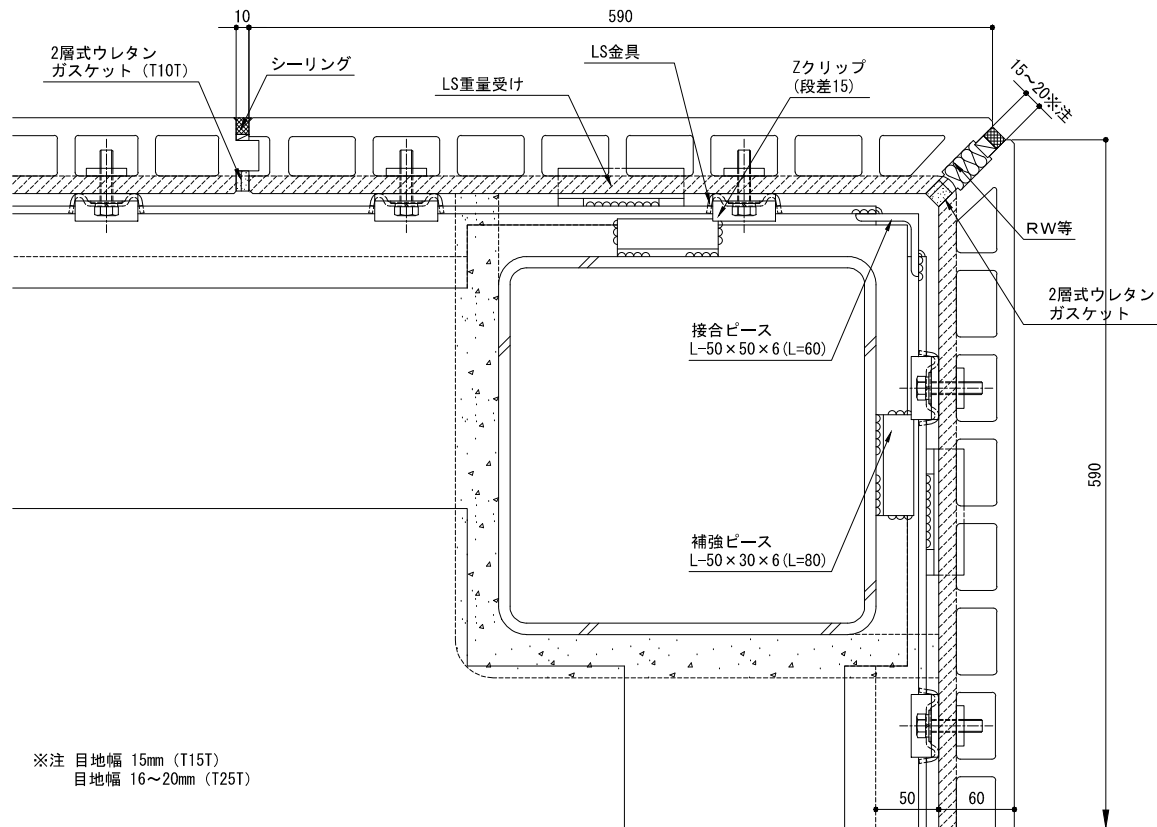 10
590
2層式ウレタン
ガスケット（T10T）
シーリング
LS重量受け
LS金具
Zクリップ
(段差15)
15～20※注
RW等
2層式ウレタン
ガスケット
接合ピース
L-50×50×6(L=60)
590
補強ピース
L-50×30×6(L=80)
※注 目地幅 15mm（T15T）
目地幅 16～20mm（T25T）
50
60